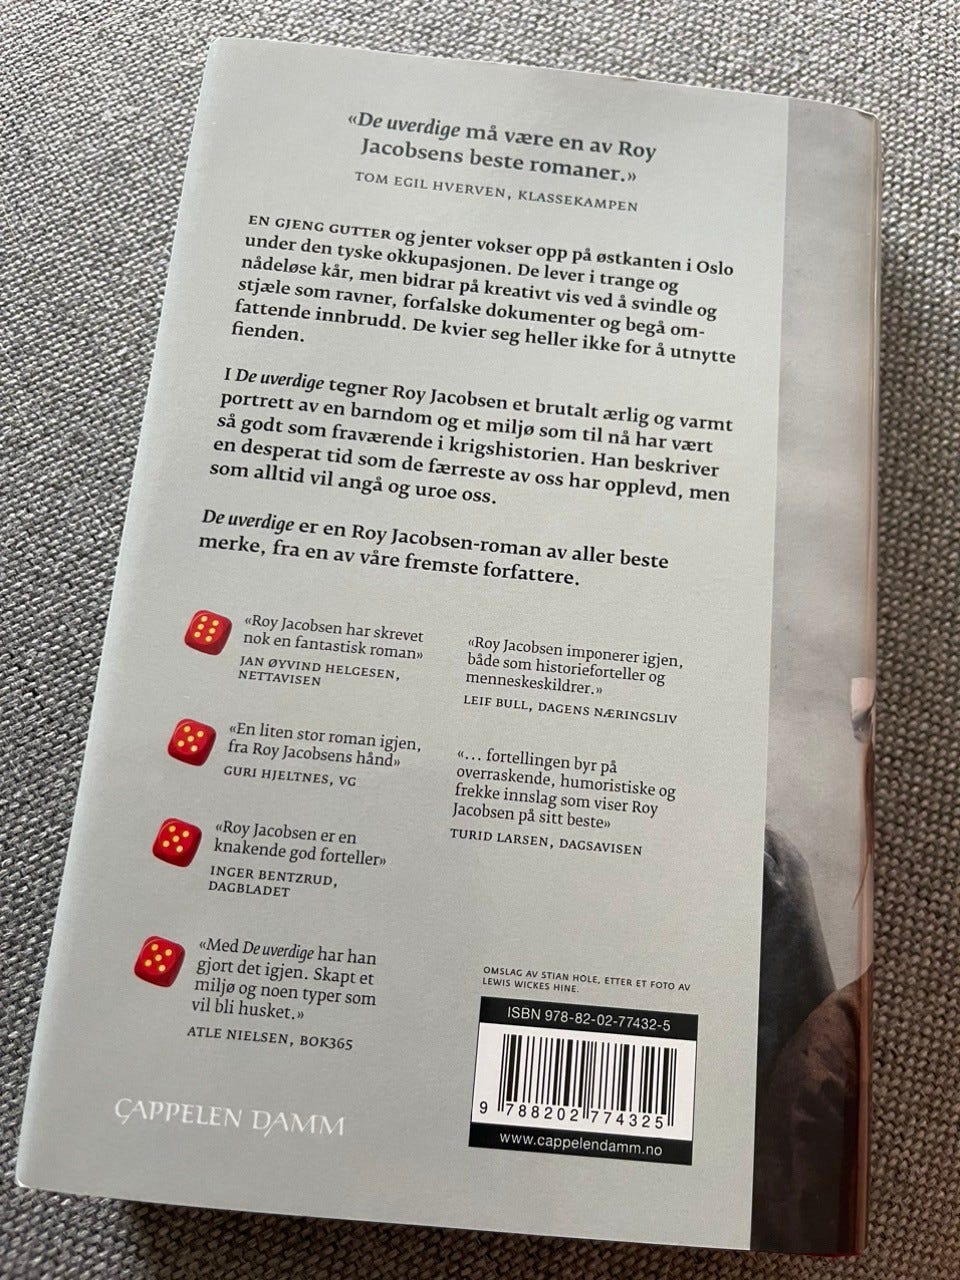 «De uverdige må være en av Roy
Jacobsens beste romaner.»
TOM EGIL HVERVEN, KLASSEKAMPEN
EN GJENG GUTTER og jenter vokser opp på østkanten i Oslo
under den tyske okkupasjonen. De lever i trange og
nådeløse kår, men bidrar på kreativt vis ved å svindle og
stjæle som ravner, forfalske dokumenter og begå om-
fattende innbrudd. De kvier seg heller ikke for å utnytte
fienden.
I De uverdige tegner Roy Jacobsen et brutalt ærlig og varmt
portrett av en barndom og et miljø som til nå har vært
så godt som fraværende i krigshistorien. Han beskriver
en desperat tid som de færreste av oss har opplevd, men
som alltid vil angå og uroe oss.
De uverdige er en Roy Jacobsen-roman av aller beste
merke, fra en av våre fremste forfattere.
«Roy Jacobsen har skrevet
nok en fantastisk roman»
JAN ØYVIND HELGESEN,
NETTAVISEN
«En liten stor roman igjen,
fra Roy Jacobsens hånd»
GURI HJELTNES, VG
«Roy Jacobsen er en
knakende god forteller»
INGER BENTZRUD,
DAGBLADET
«Med De uverdige har han
gjort det igjen. Skapt et
miljø og noen typer som
vil bli husket.»
ATLE NIELSEN, BOK365
«Roy Jacobsen imponerer igjen,
både som historieforteller og
menneskeskildrer.»
LEIF BULL, DAGENS NÆRINGSLIV
«… fortellingen byr på
overraskende, humoristiske og
frekke innslag som viser Roy
Jacobsen på sitt beste»
TURID LARSEN, DAGSAVISEN
OMSLAG AV STIAN HOLE, ETTER ET FOTO AV
LEWIS WICKES HINE.
ISBN 978-82-02-77432-5
9 788202 774325
www.cappelendamm.no
CAPPELEN DAMM